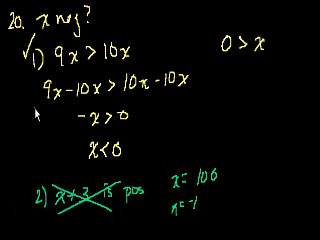 20. x neg?
✓1) 9x > 10x
0 > x
9x - 10x > 10x - 10x
-x > 0
x < 0
2) x + 3 is pos
x = 100
x = -1